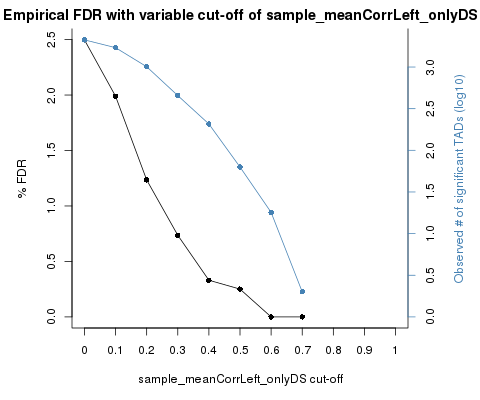 Empirical FDR with variable cut-off of sample_meanCorrLeft_onlyDS
% FDR
2.5
2.0
1.5
1.0
0.5
0.0
3.0
2.5
2.0
1.5
1.0
0.5
0.0
Observed # of significant TADs (log10)
0 0.1 0.2 0.3 0.4 0.5 0.6 0.7 0.8 0.9 1
sample_meanCorrLeft_onlyDS cut-off